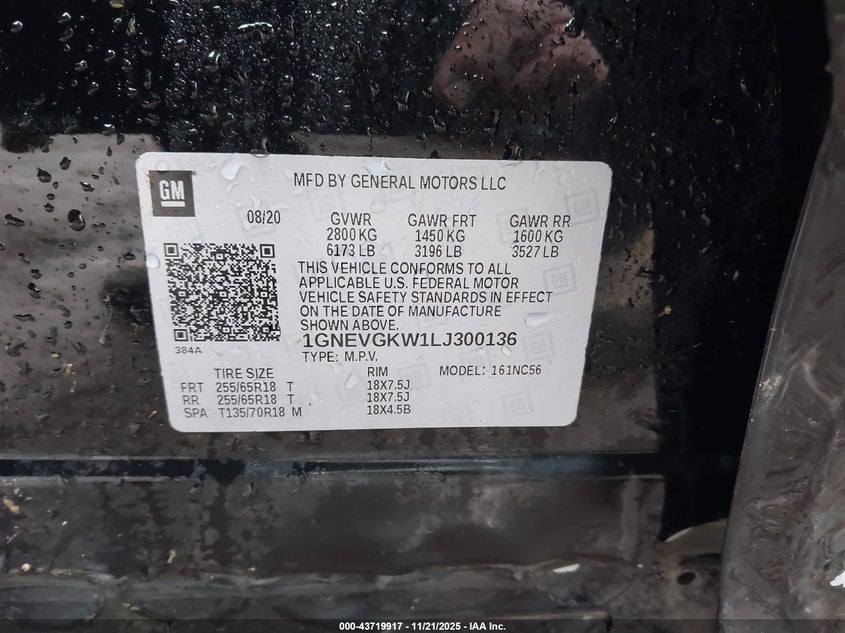 GM
MFD BY GENERAL MOTORS LLC
08/20 GVWR GAWR FRT GAWR RR
2800 KG 1450 KG 1600 KG
6173 LB 3196 LB 3527 LB
THIS VEHICLE CONFORMS TO ALL
APPLICABLE U.S. FEDERAL MOTOR
VEHICLE SAFETY STANDARDS IN EFFECT
ON THE DATE OF MANUFACTURE
SHOWN ABOVE.
1GNEVGKW1LJ300136
384A
TYPE: M.P.V.
TIRE SIZE RIM MODEL: 161NC56
FRT 255/65R18 T 18X7.5J
RR 255/65R18 T 18X7.5J
SPA T135/70R18 M 18X4.5B
000-43719917 - 11/21/2025 - IAA Inc.